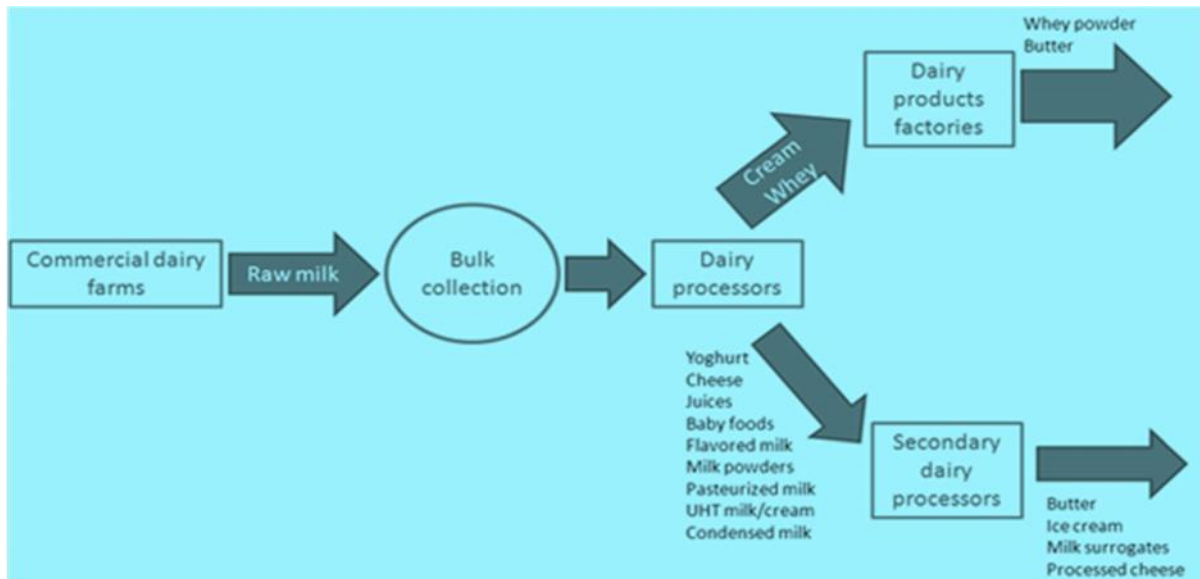 Commercial dairy
farms
Raw milk
Bulk
collection
Dairy
processors
Cream
Whey
Dairy
products
factories
Whey powder
Butter
Yoghurt
Cheese
Juices
Baby foods
Flavored milk
Milk powders
Pasteurized milk
UHT milk/cream
Condensed milk
Secondary
dairy
processors
Butter
Ice cream
Milk surrogates
Processed cheese